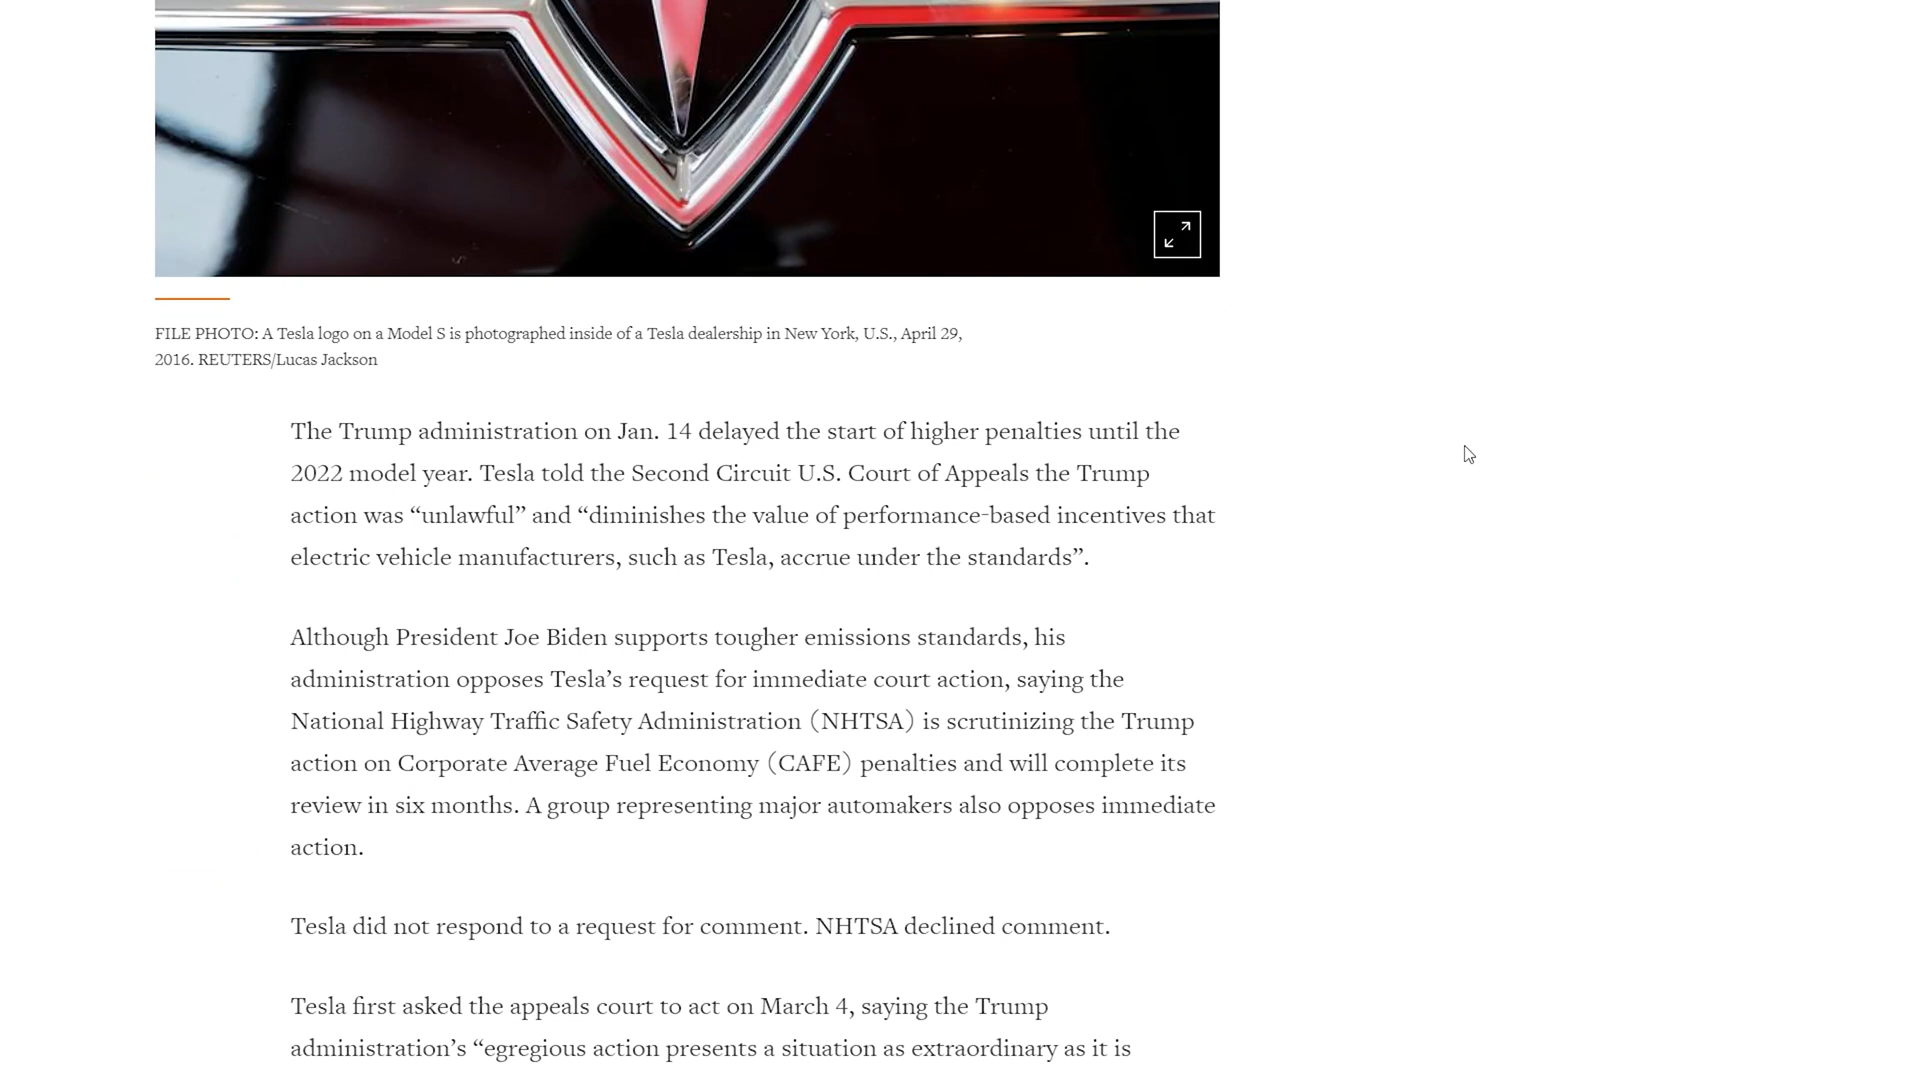 FILE PHOTO: A Tesla logo on a Model S is photographed inside of a Tesla dealership in New York, U.S., April 29,
2016. REUTERS/Lucas Jackson
The Trump administration on Jan. 14 delayed the start of higher penalties until the
2022 model year. Tesla told the Second Circuit U.S. Court of Appeals the Trump
action was “unlawful” and “diminishes the value of performance-based incentives that
electric vehicle manufacturers, such as Tesla, accrue under the standards”.
Although President Joe Biden supports tougher emissions standards, his
administration opposes Tesla’s request for immediate court action, saying the
National Highway Traffic Safety Administration (NHTSA) is scrutinizing the Trump
action on Corporate Average Fuel Economy (CAFE) penalties and will complete its
review in six months. A group representing major automakers also opposes immediate
action.
Tesla did not respond to a request for comment. NHTSA declined comment.
Tesla first asked the appeals court to act on March 4, saying the Trump
administration’s “egregious action presents a situation as extraordinary as it is